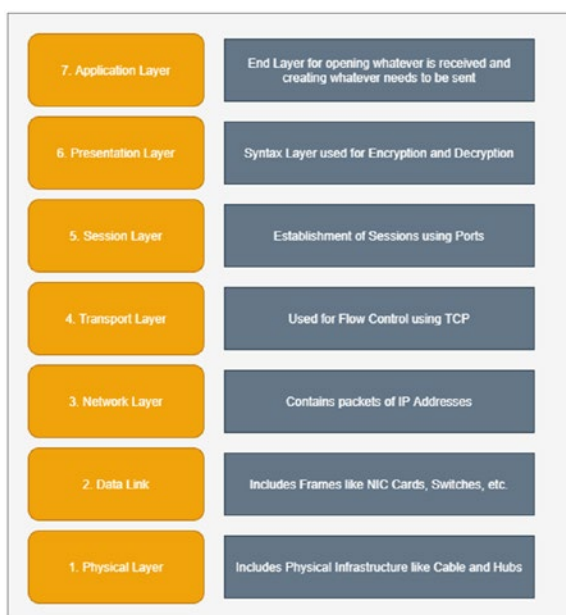 7. Application Layer
End Layer for opening whatever is received and
creating whatever needs to be sent
6. Presentation Layer
Syntax Layer used for Encryption and Decryption
5. Session Layer
Establishment of Sessions using Ports
4. Transport Layer
Used for Flow Control using TCP
3. Network Layer
Contains packets of IP Addresses
2. Data Link
Includes Frames like NIC Cards, Switches, etc.
1. Physical Layer
Includes Physical Infrastructure like Cable and Hubs